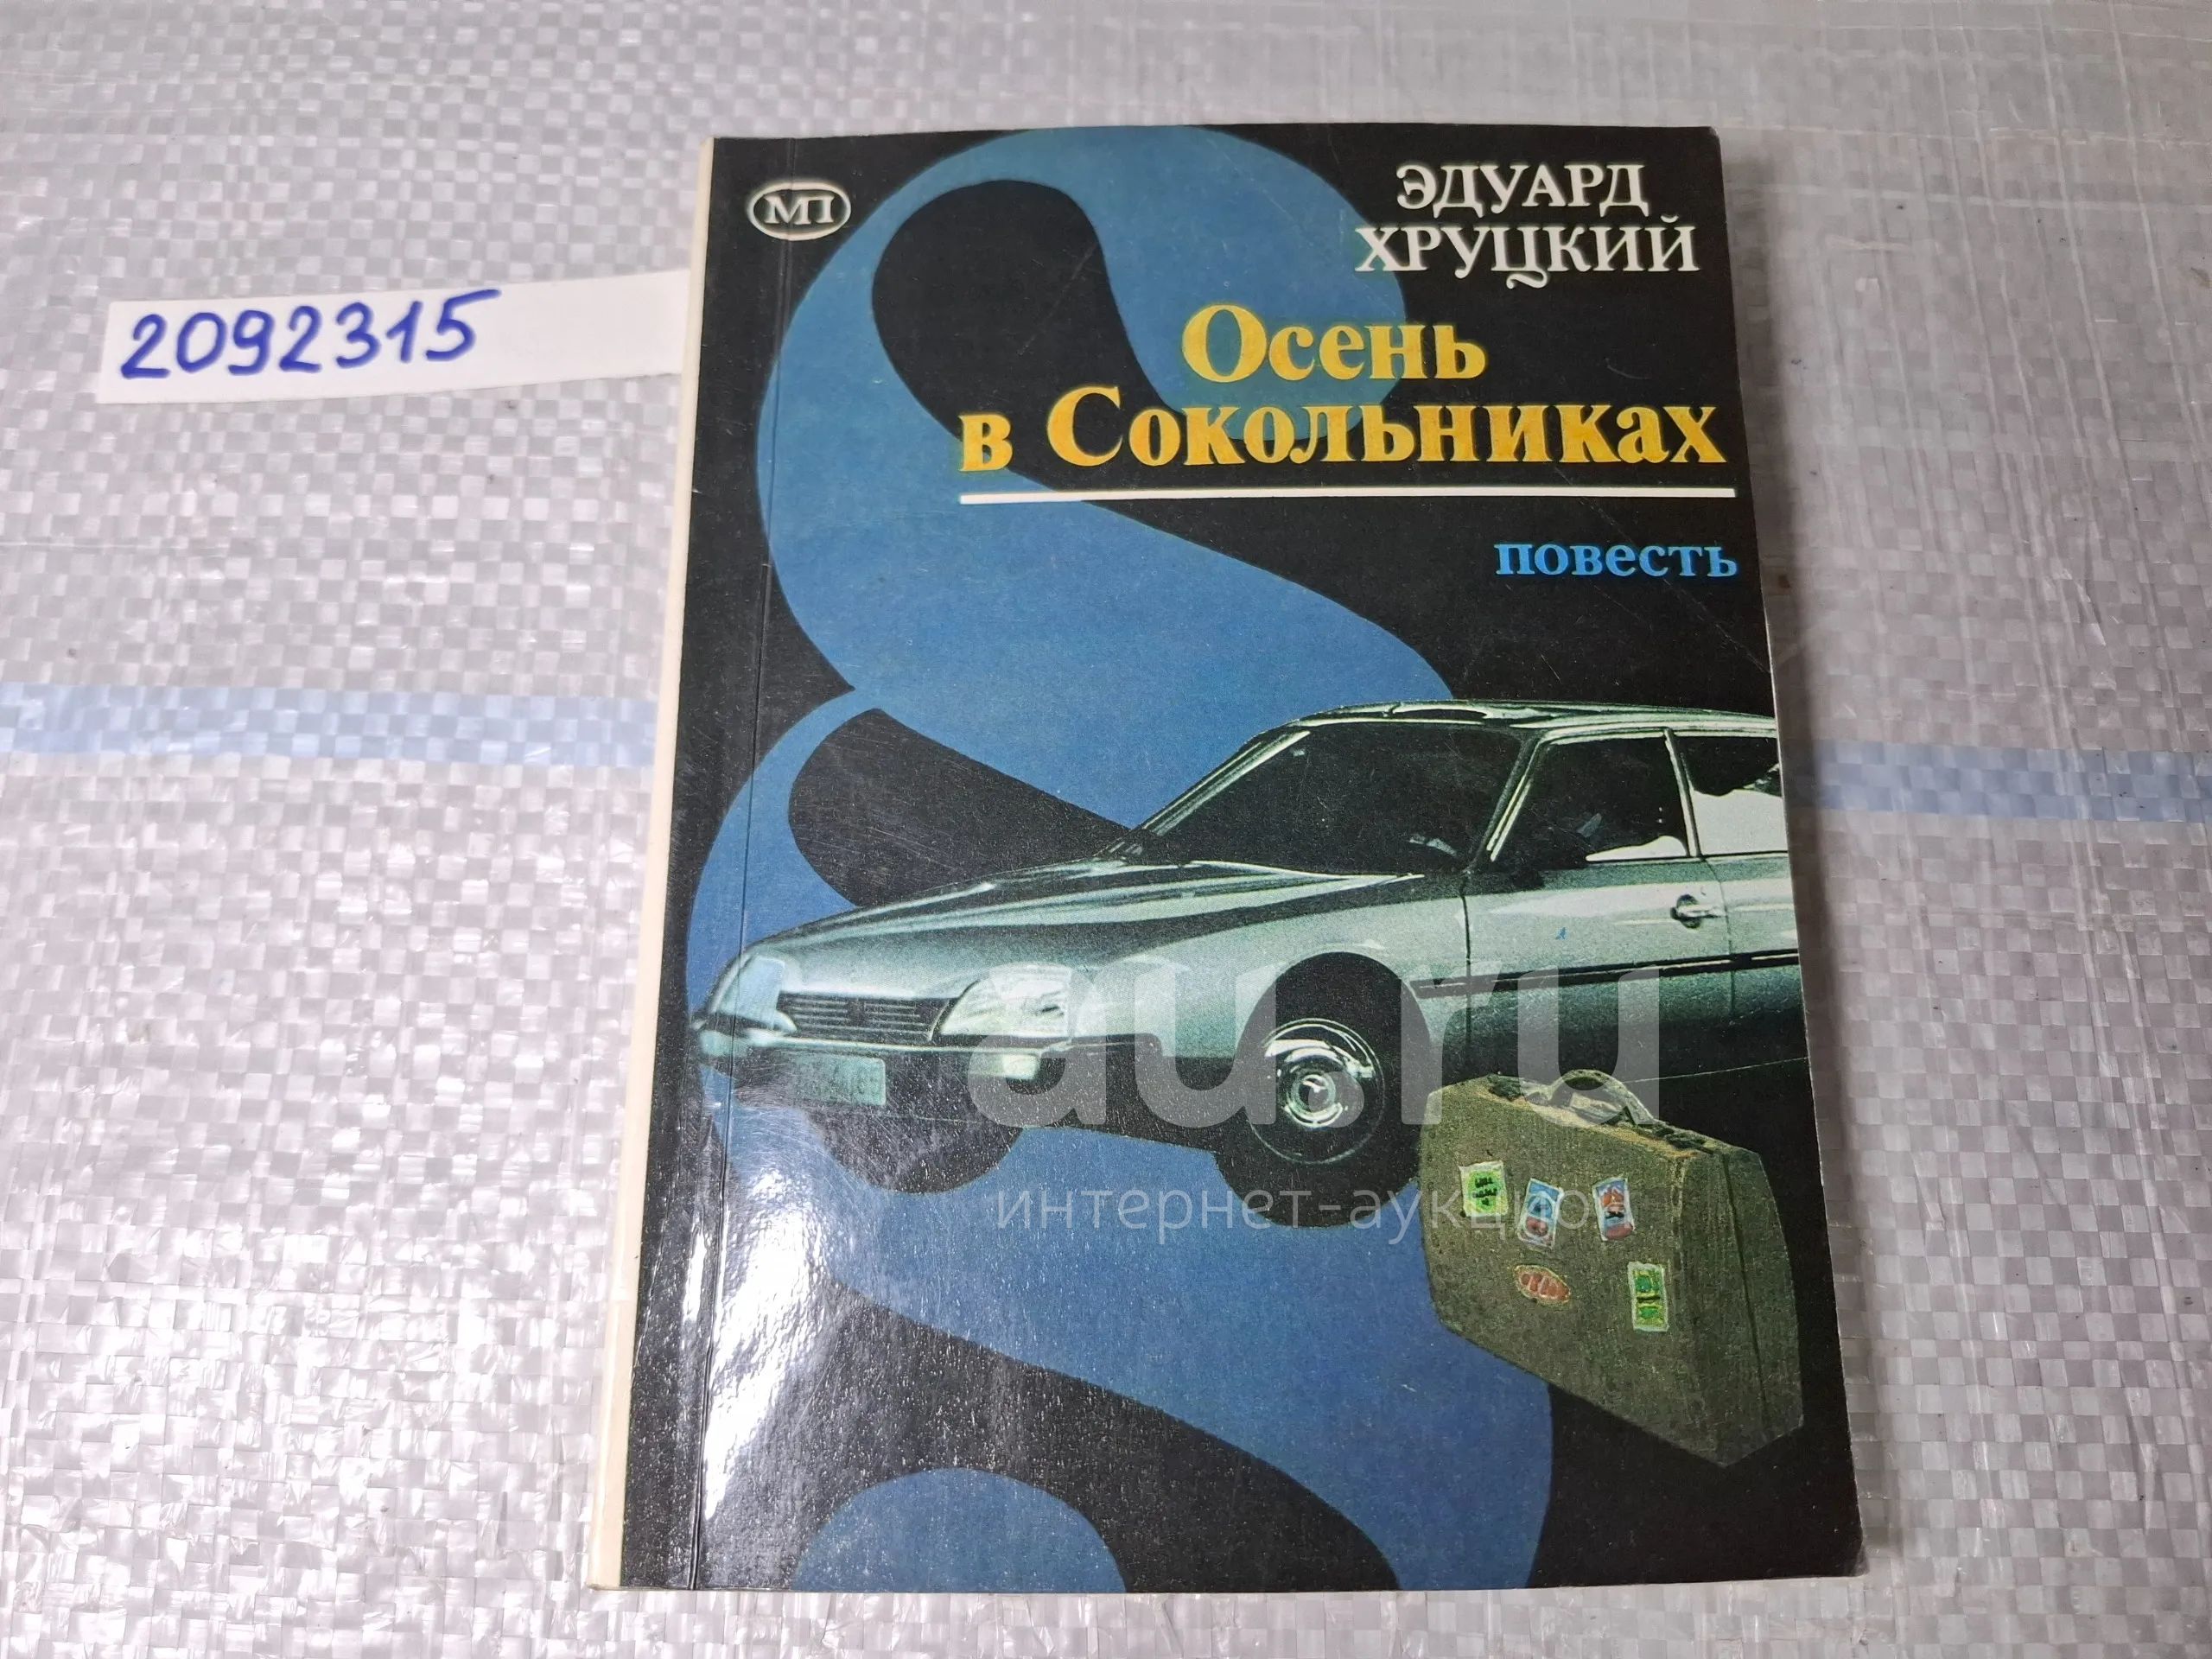 2092315
МП
ЭДУАРД
ХРУЦКИЙ
Осень
в Сокольниках
повесть
au.ru
интернет-аукцион